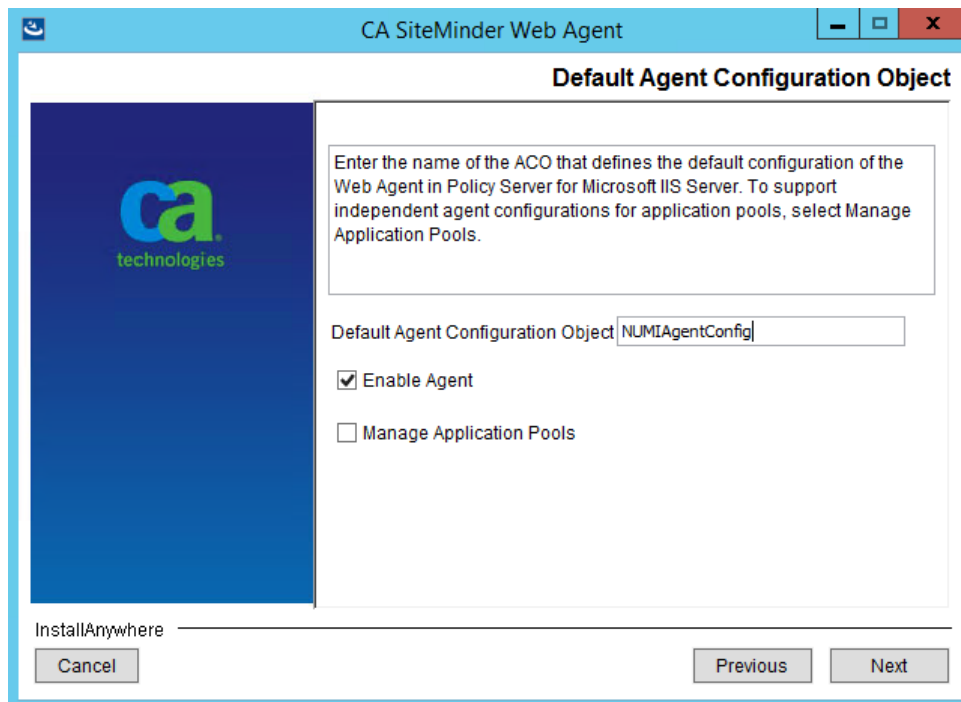 CA SiteMinder Web Agent
Default Agent Configuration Object
ca
technologies
Enter the name of the ACO that defines the default configuration of the
Web Agent in Policy Server for Microsoft IIS Server. To support
independent agent configurations for application pools, select Manage
Application Pools.
Default Agent Configuration Object NUMIAgentConfig
Enable Agent
Manage Application Pools
InstallAnywhere
Cancel Previous Next